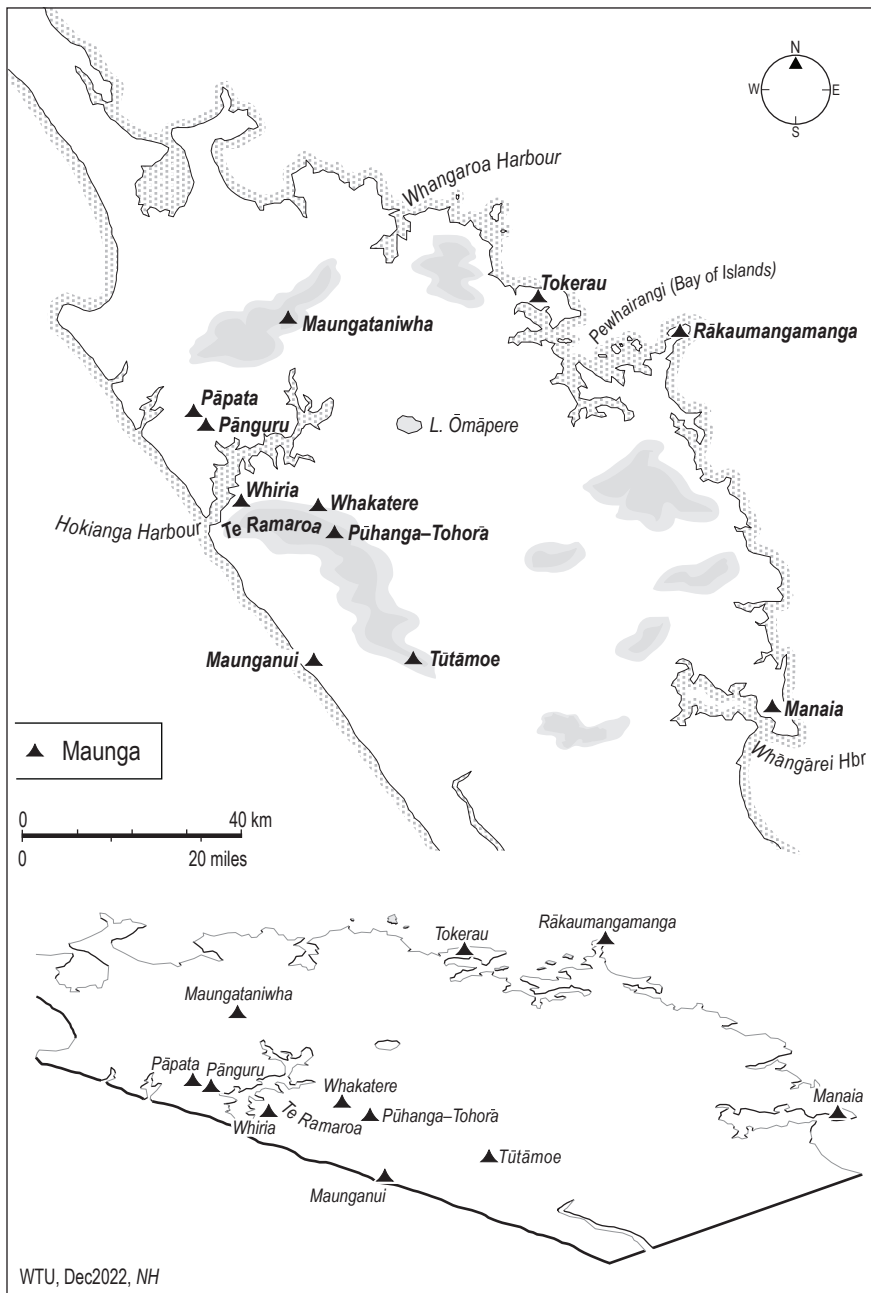 N
W
E
S
Whangaroa Harbour
Tokerau
Pewhairangi (Bay of Islands)
Rākaumangamanga
Maungataniwha
Pāpata
Pānguru
L. Ōmāpere
Whiria
Whakatere
Hokianga Harbour
Te Ramaroa
Pūhanga–Tohorā
Maunganui
Tūtāmoe
Manaia
Whāngārei Hbr
Maunga
0 40 km
0 20 miles
Tokerau
Rākaumangamanga
Maungataniwha
Pāpata
Pānguru
Whakatere
Manaia
Whiria
Te Ramaroa
Pūhanga–Tohorā
Tūtāmoe
Maunganui
WTU, Dec2022, NH